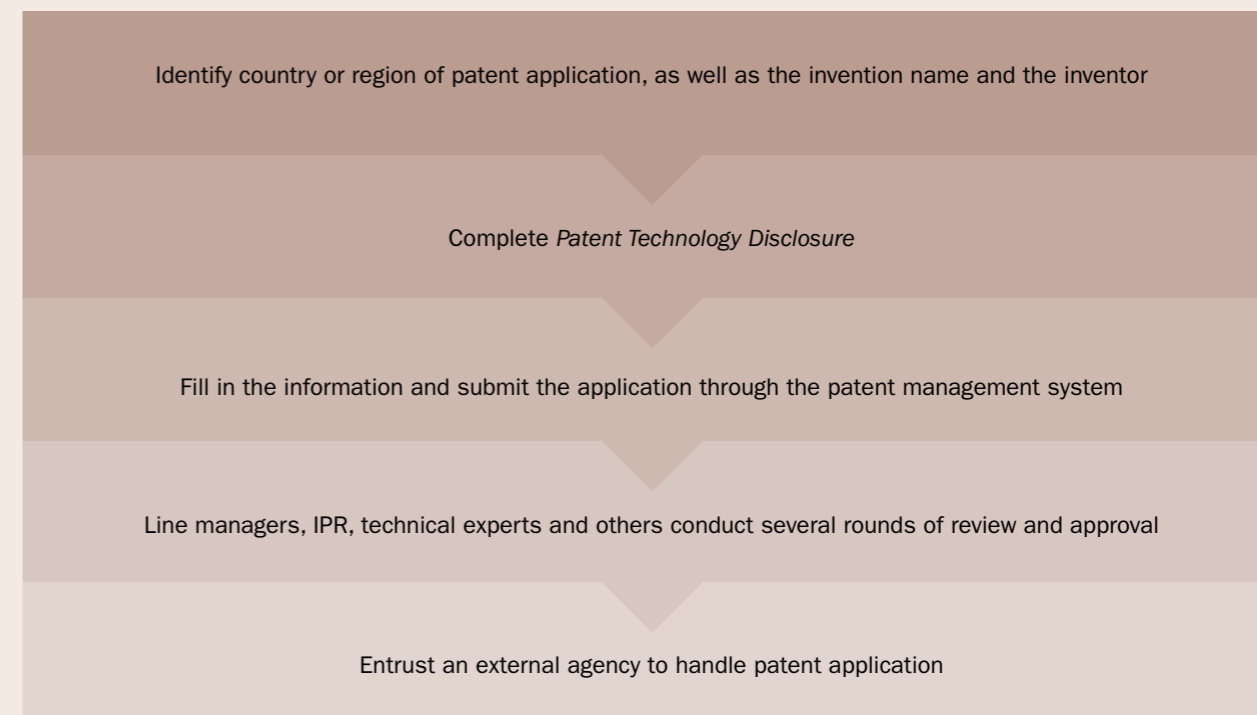 Identify country or region of patent application, as well as the invention name and the inventor
Complete Patent Technology Disclosure
Fill in the information and submit the application through the patent management system
Line managers, IPR, technical experts and others conduct several rounds of review and approval
Entrust an external agency to handle patent application